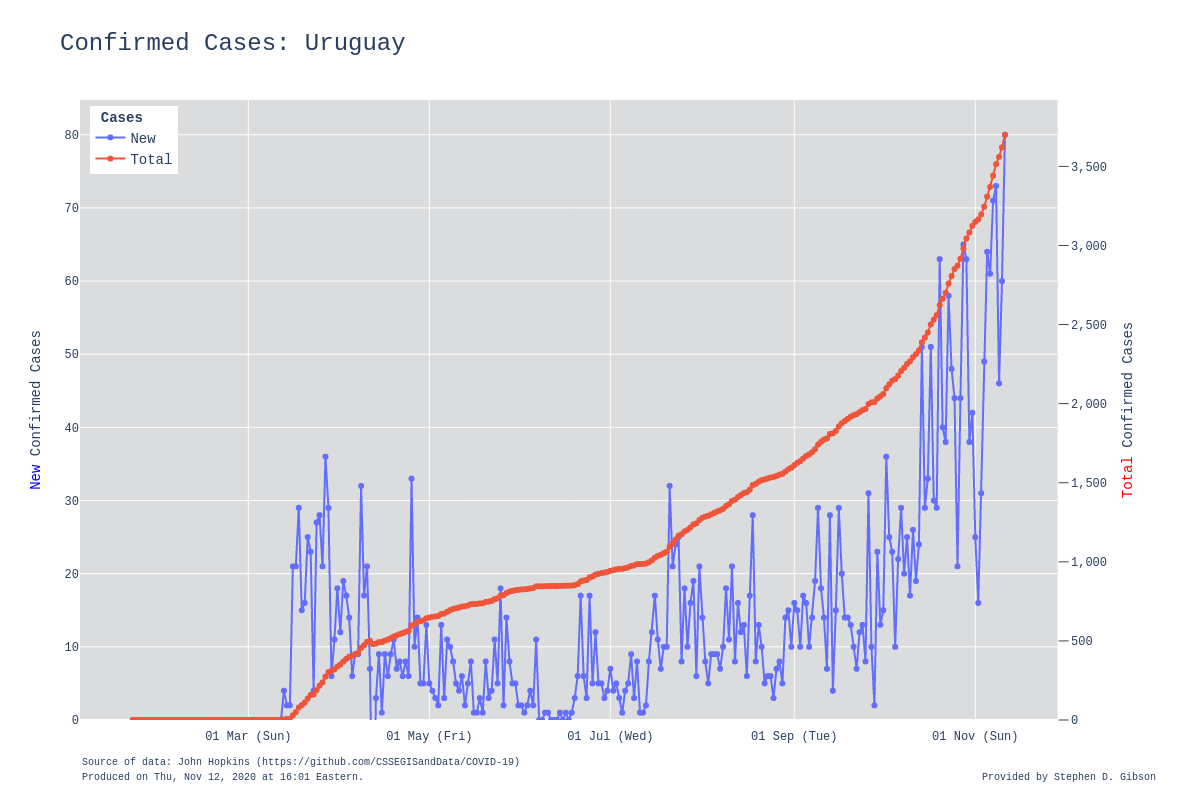 Confirmed Cases: Uruguay
Cases
New
Total
80
70
60
50
40
30
20
10
0
3,500
3,000
2,500
2,000
1,500
1,000
500
0
New Confirmed Cases
Total Confirmed Cases
01 Mar (Sun)
01 May (Fri)
01 Jul (Wed)
01 Sep (Tue)
01 Nov (Sun)
Source of data: John Hopkins (https://github.com/CSSEGISandData/COVID-19)
Produced on Thu, Nov 12, 2020 at 16:01 Eastern.
Provided by Stephen D. Gibson